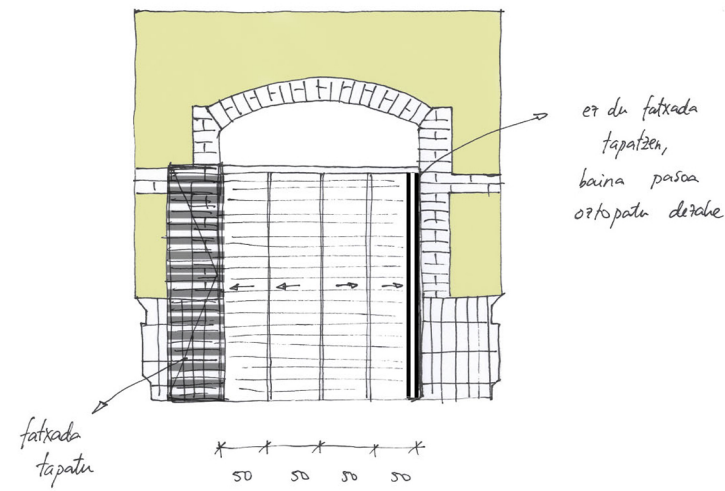 ez du fatxada
tapatzen,
baina pasoa
oztopatu dezake
fatxada
tapatu
50 50 50 50